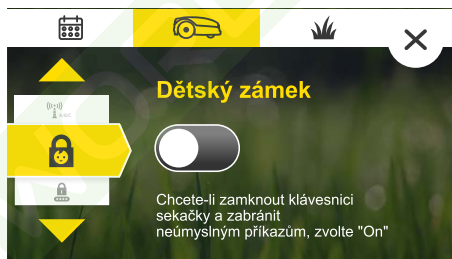 Dětský zámek
Chcete-li zamknout klávesnici
sekačky a zabránit
neúmyslným příkazům, zvolte "On"